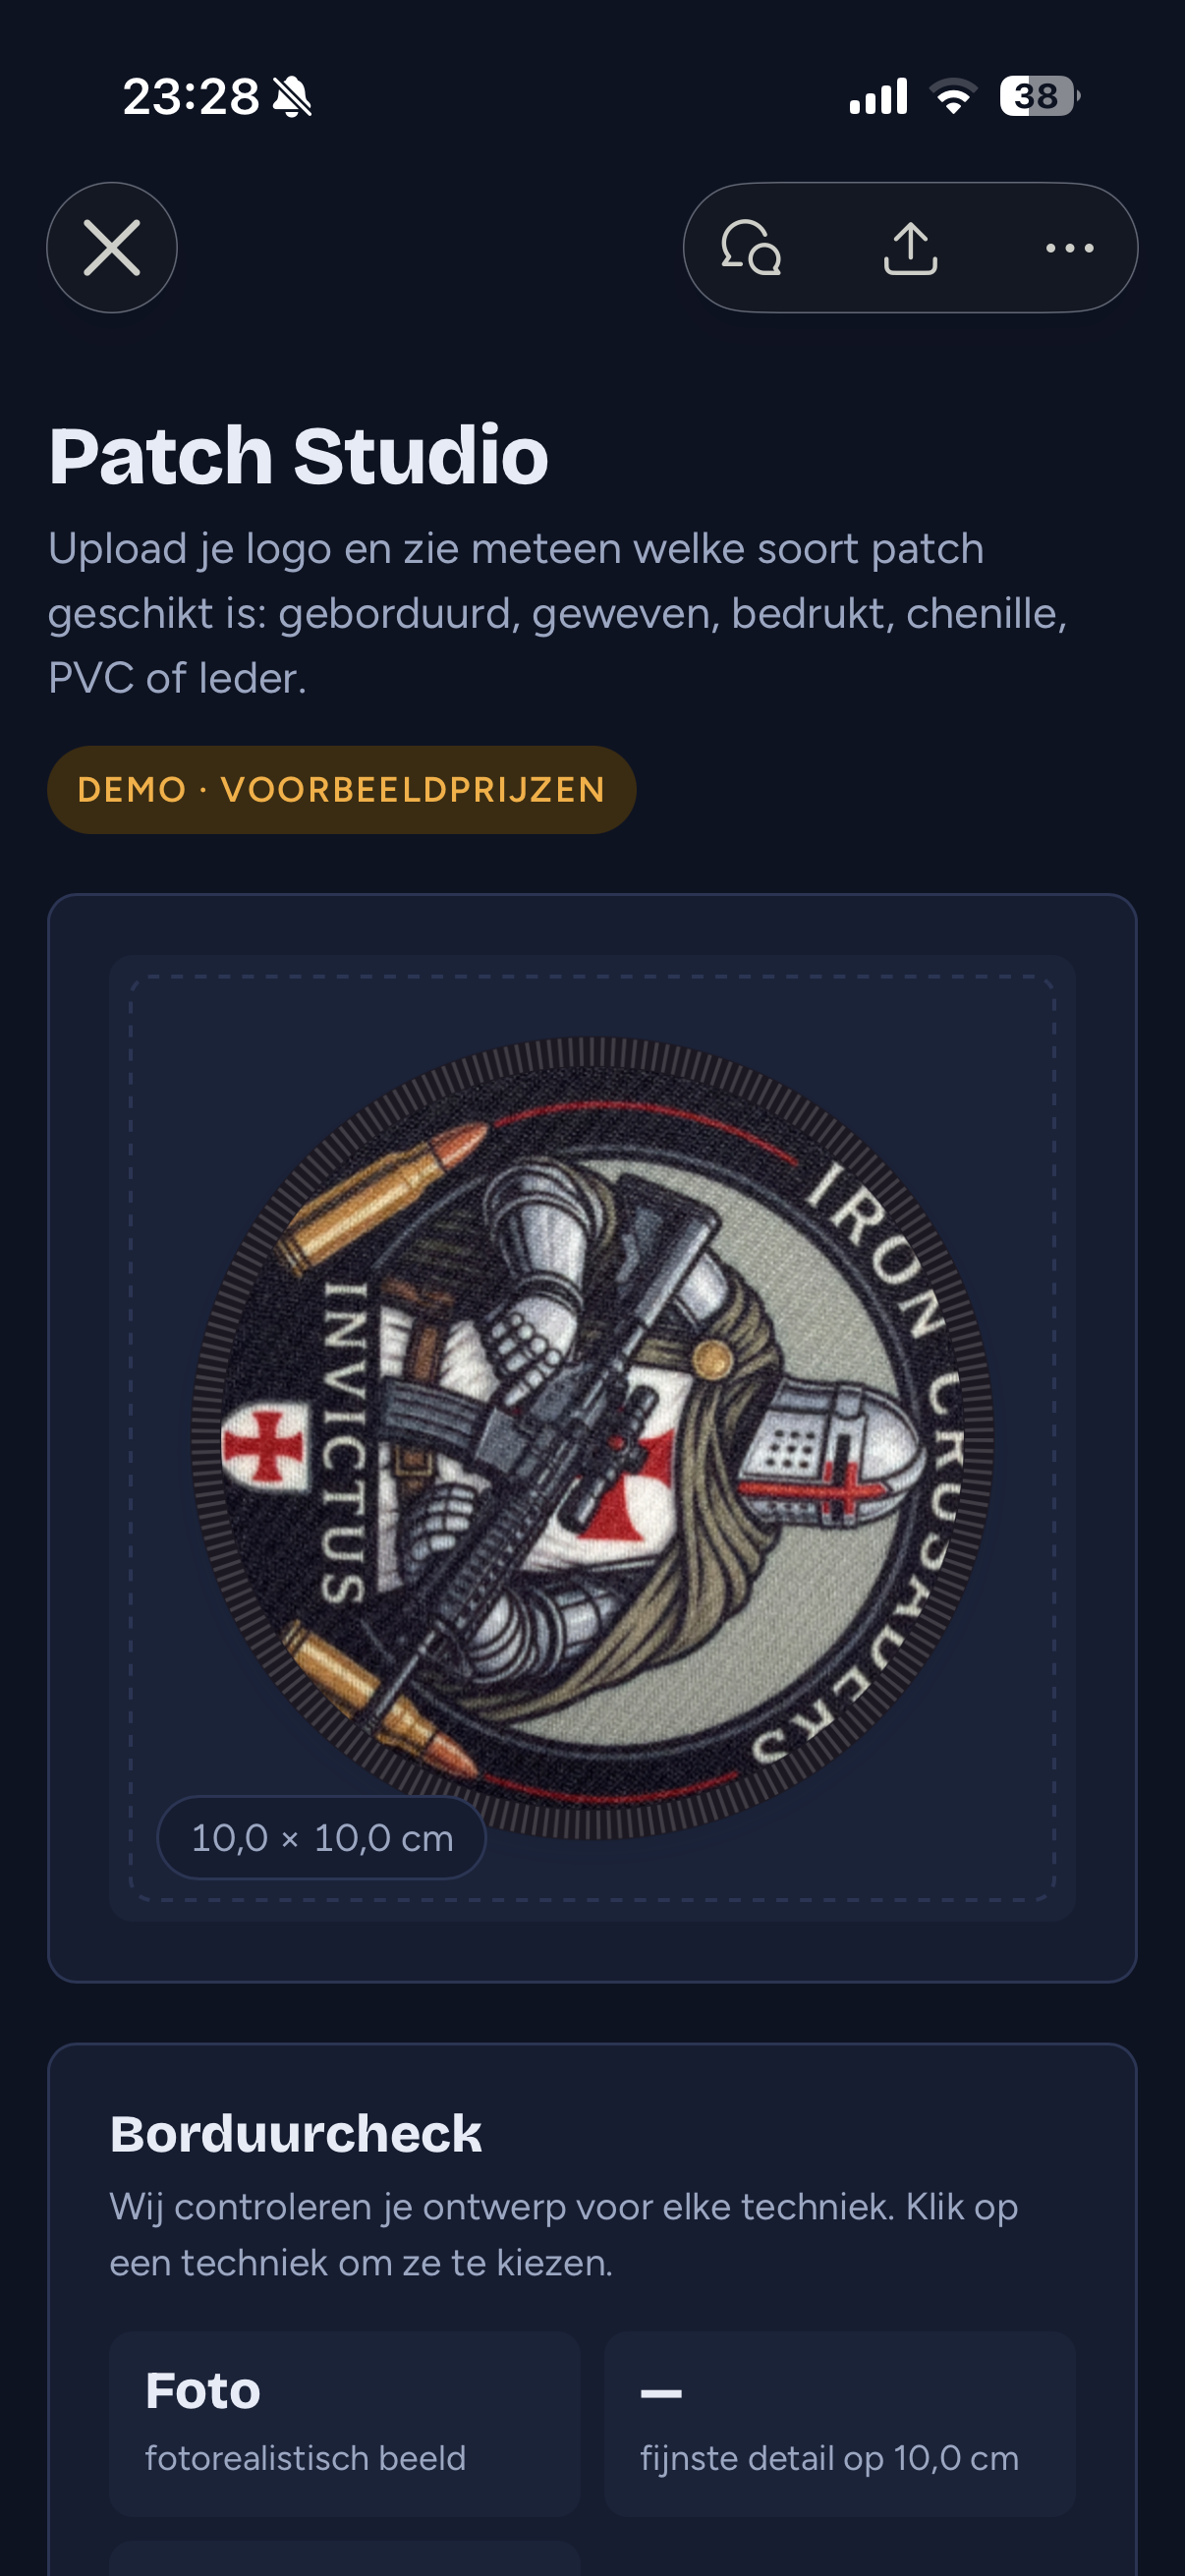 23:28
38
Patch Studio
Upload je logo en zie meteen welke soort patch
geschikt is: geborduurd, geweven, bedrukt, chenille,
PVC of leder.
DEMO · VOORBEELDPRIJZEN
IRON CRUSADERS
INVICTUS
10,0 × 10,0 cm
Borduurcheck
Wij controleren je ontwerp voor elke techniek. Klik op
een techniek om ze te kiezen.
Foto
fotorealistisch beeld
—
fijnste detail op 10,0 cm